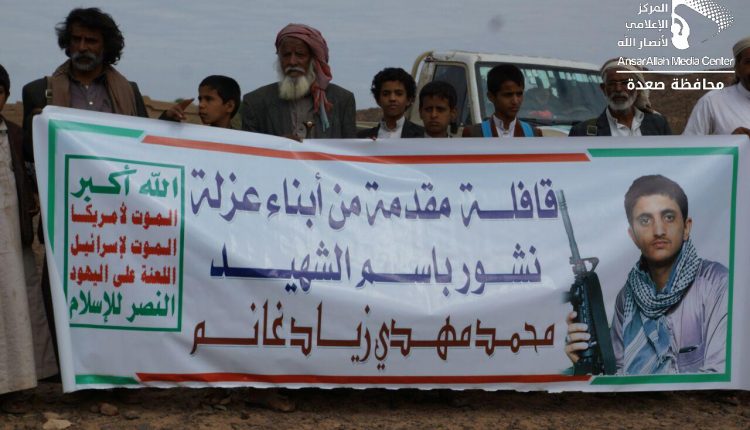 المركز
الإعلامي
لأنصار الله
AnsarAllah Media Center
محافظة صعدة
الله أكبر
الموت لأمريكا
الموت لإسرائيل
اللعنة على اليهود
النصر للإسلام
قافلة مقدمة من أبناء عزلة
نشور باسم الشهيد
محمد مهدي زياد غانم